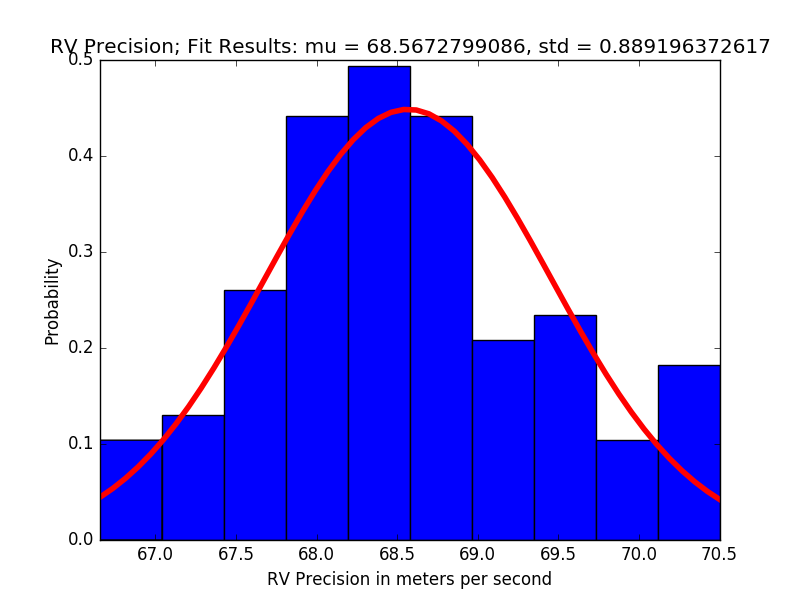 RV Precision; Fit Results: mu = 68.5672799086, std = 0.889196372617
0.5
0.4
0.3
0.2
0.1
0.0
Probability
67.0 67.5 68.0 68.5 69.0 69.5 70.0 70.5
RV Precision in meters per second